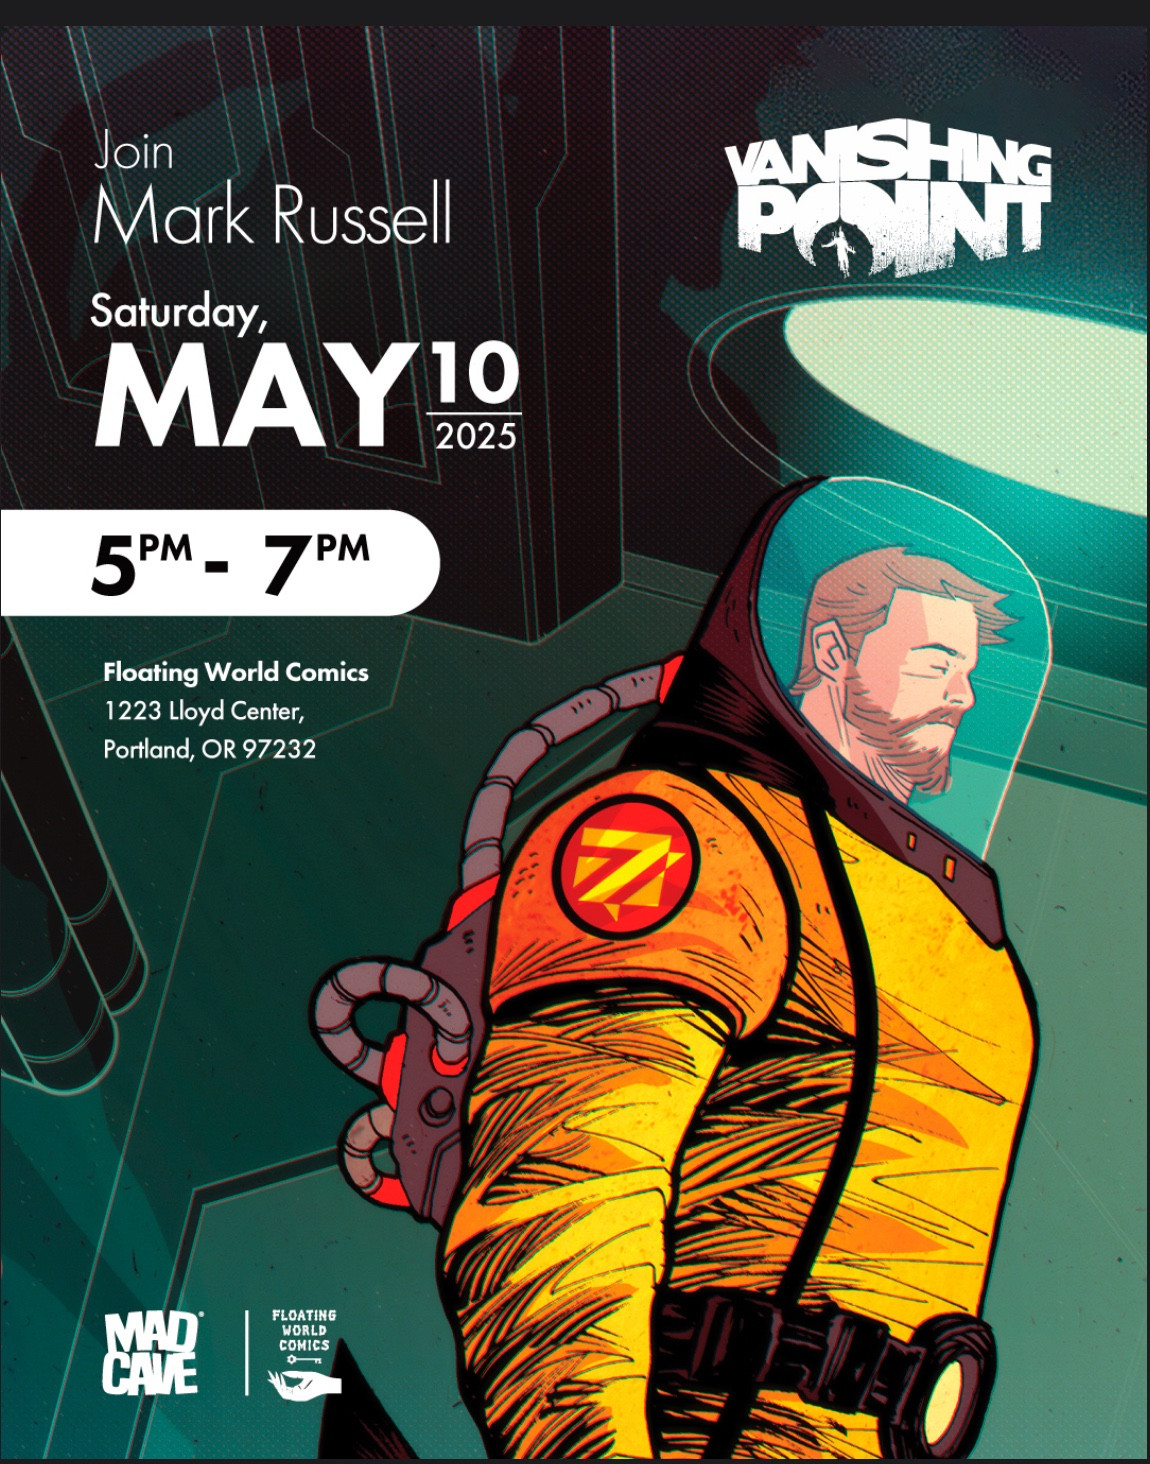 Join
Mark Russell
Saturday,
MAY 10
2025
5PM - 7PM
Floating World Comics
1223 Lloyd Center,
Portland, OR 97232
VANISHING
POINT
MAD
CAVE
FLOATING
WORLD
COMICS